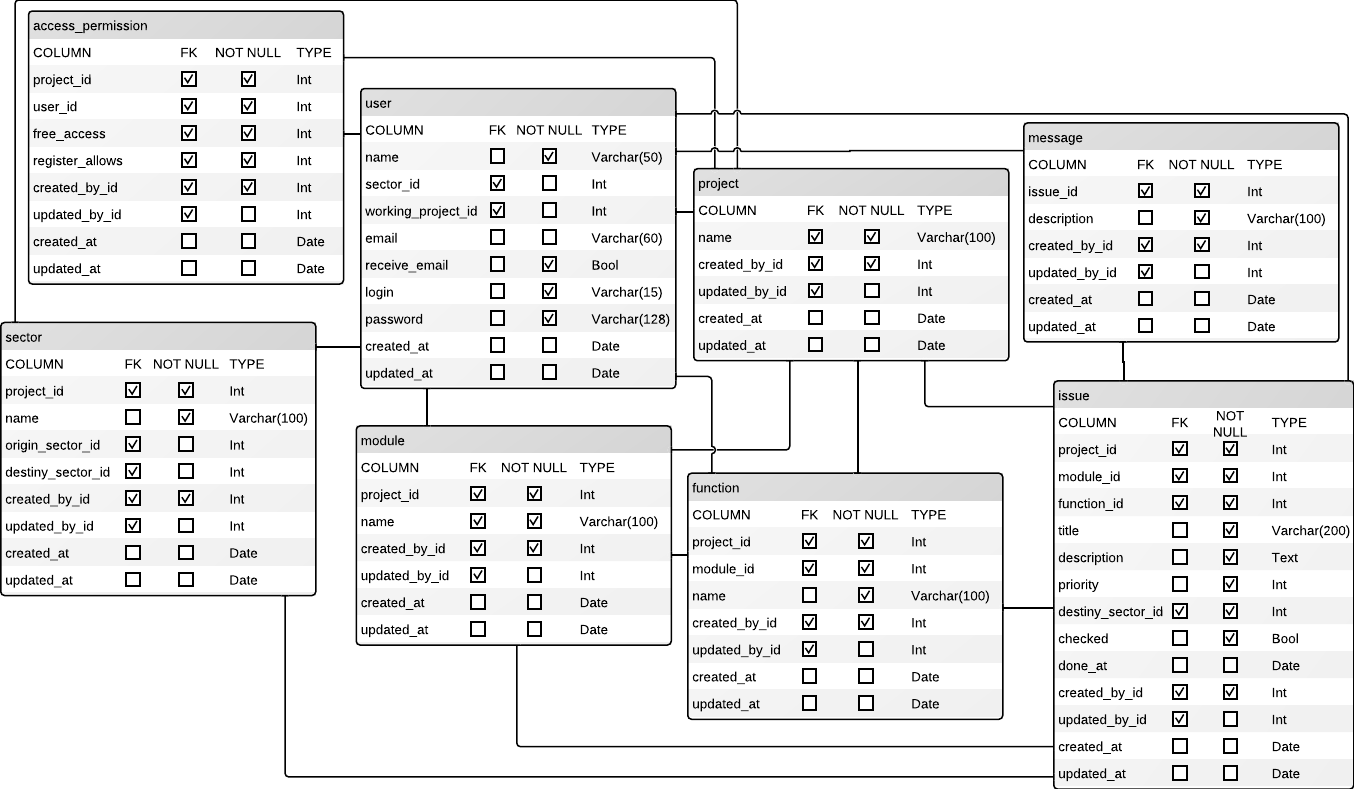 access_permission
COLUMN FK NOT NULL TYPE
project_id Int
user_id Int
free_access Int
register_allows Int
created_by_id Int
updated_by_id Int
created_at Date
updated_at Date
user
COLUMN FK NOT NULL TYPE
name Varchar(50)
sector_id Int
working_project_id Int
email Varchar(60)
receive_email Bool
login Varchar(15)
password Varchar(128)
created_at Date
updated_at Date
message
COLUMN FK NOT NULL TYPE
issue_id Int
description Varchar(100)
created_by_id Int
updated_by_id Int
created_at Date
updated_at Date
project
COLUMN FK NOT NULL TYPE
name Varchar(100)
created_by_id Int
updated_by_id Int
created_at Date
updated_at Date
sector
COLUMN FK NOT NULL TYPE
project_id Int
name Varchar(100)
origin_sector_id Int
destiny_sector_id Int
created_by_id Int
updated_by_id Int
created_at Date
updated_at Date
module
COLUMN FK NOT NULL TYPE
project_id Int
name Varchar(100)
created_by_id Int
updated_by_id Int
created_at Date
updated_at Date
function
COLUMN FK NOT NULL TYPE
project_id Int
module_id Int
name Varchar(100)
created_by_id Int
updated_by_id Int
created_at Date
updated_at Date
issue
COLUMN FK NOT NULL TYPE
project_id Int
module_id Int
function_id Int
title Varchar(200)
description Text
priority Int
destiny_sector_id Int
checked Bool
done_at Date
created_by_id Int
updated_by_id Int
created_at Date
updated_at Date